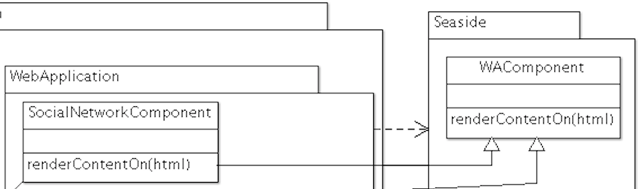 Seaside
WAComponent
WebApplication
SocialNetworkComponent
renderContentOn(html)
renderContentOn(html)